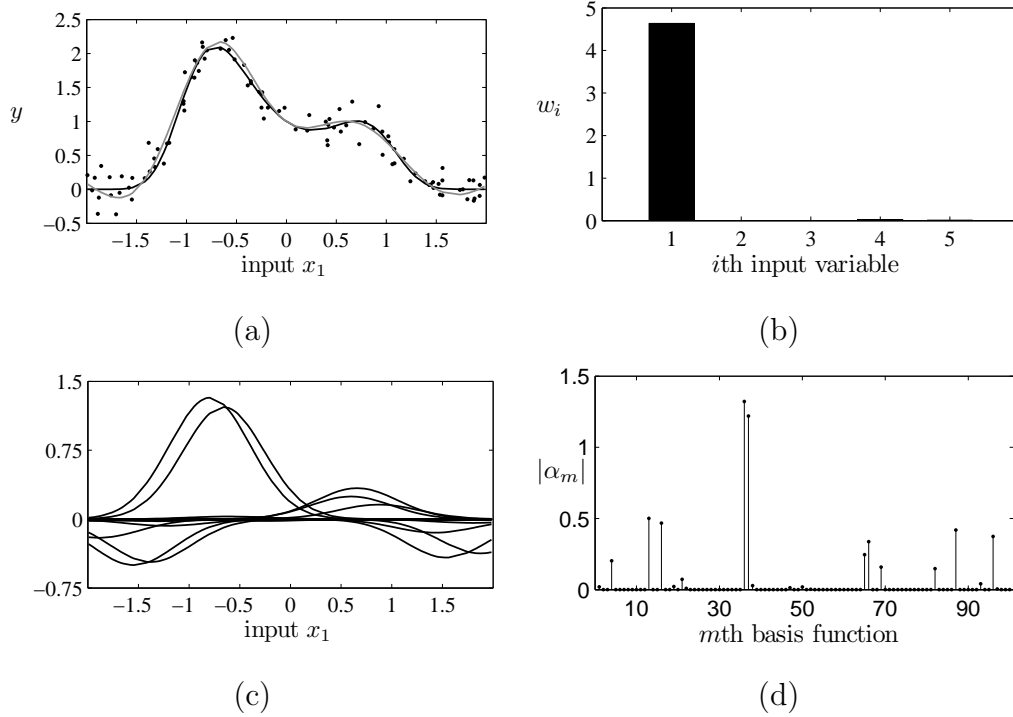 2.5
2
1.5
1
0.5
0
−0.5
y
−1.5 −1 −0.5 0 0.5 1 1.5
input x₁
(a)
5
4
3
2
1
0
wᵢ
1 2 3 4 5
ith input variable
(b)
1.5
0.75
0
−0.75
−1.5 −1 −0.5 0 0.5 1 1.5
input x₁
(c)
1.5
1
0.5
0
|αₘ|
10 30 50 70 90
mth basis function
(d)